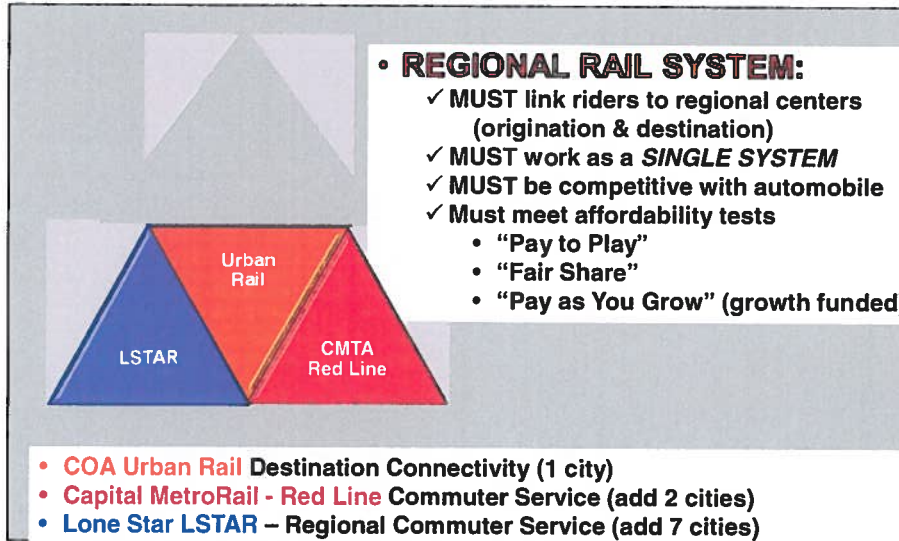 • REGIONAL RAIL SYSTEM:
✓ MUST link riders to regional centers
(origination & destination)
✓ MUST work as a SINGLE SYSTEM
✓ MUST be competitive with automobile
✓ Must meet affordability tests
• “Pay to Play”
• “Fair Share”
• “Pay as You Grow” (growth funded)
Urban
Rail
LSTAR
CMTA
Red Line
• COA Urban Rail Destination Connectivity (1 city)
• Capital MetroRail - Red Line Commuter Service (add 2 cities)
• Lone Star LSTAR – Regional Commuter Service (add 7 cities)